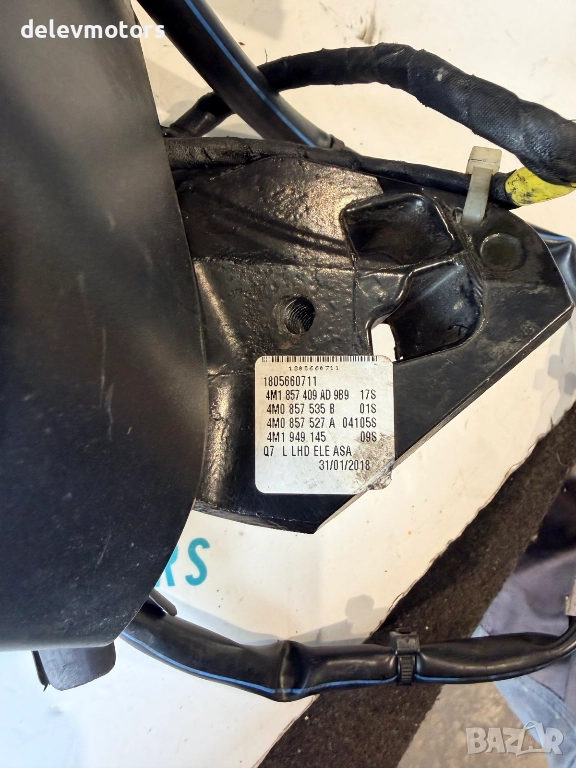 delevmotors
1805660711
1805660711
4M1 857 409 AD 9B9 17S
4M0 857 535 B 01S
4M0 857 527 A 04105S
4M1 949 145 09S
Q7 L LHD ELE ASA
31/01/2018
RS
BAZAR